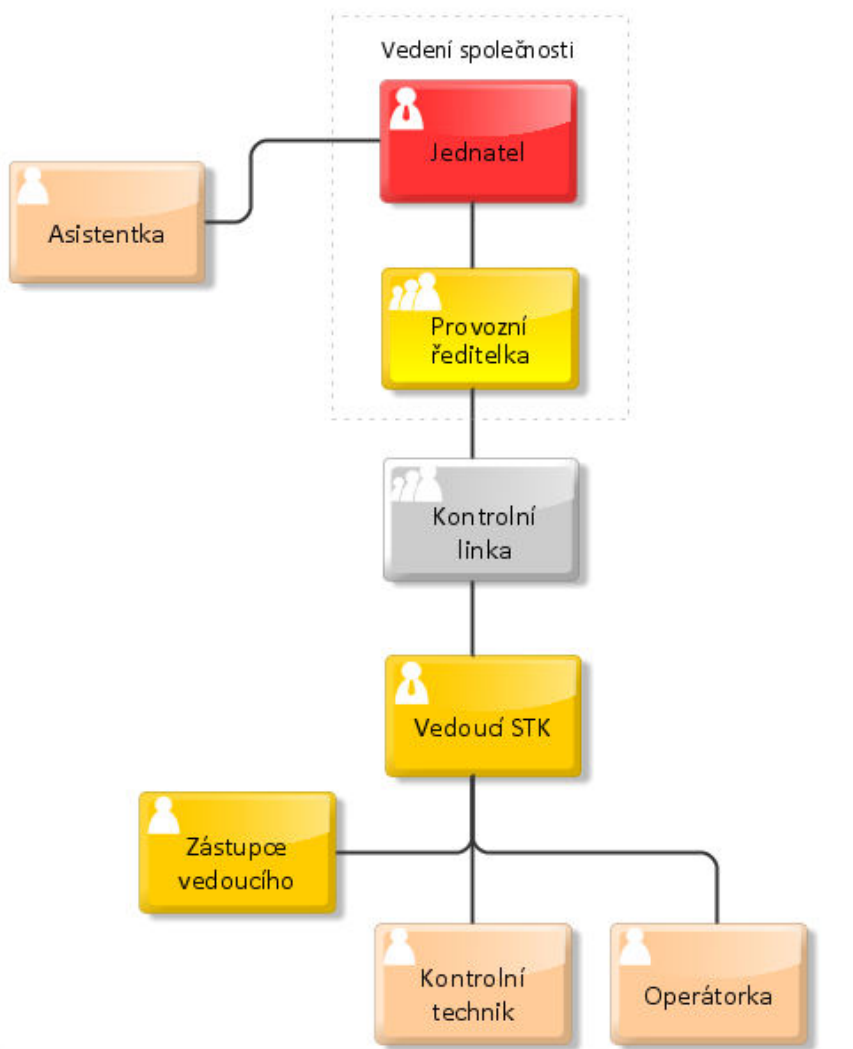 Vedení společnosti
Jednatel
Asistentka
Provozní
ředitelka
Kontrolní
linka
Vedoucí STK
Zástupce
vedoucího
Kontrolní
technik
Operátorka